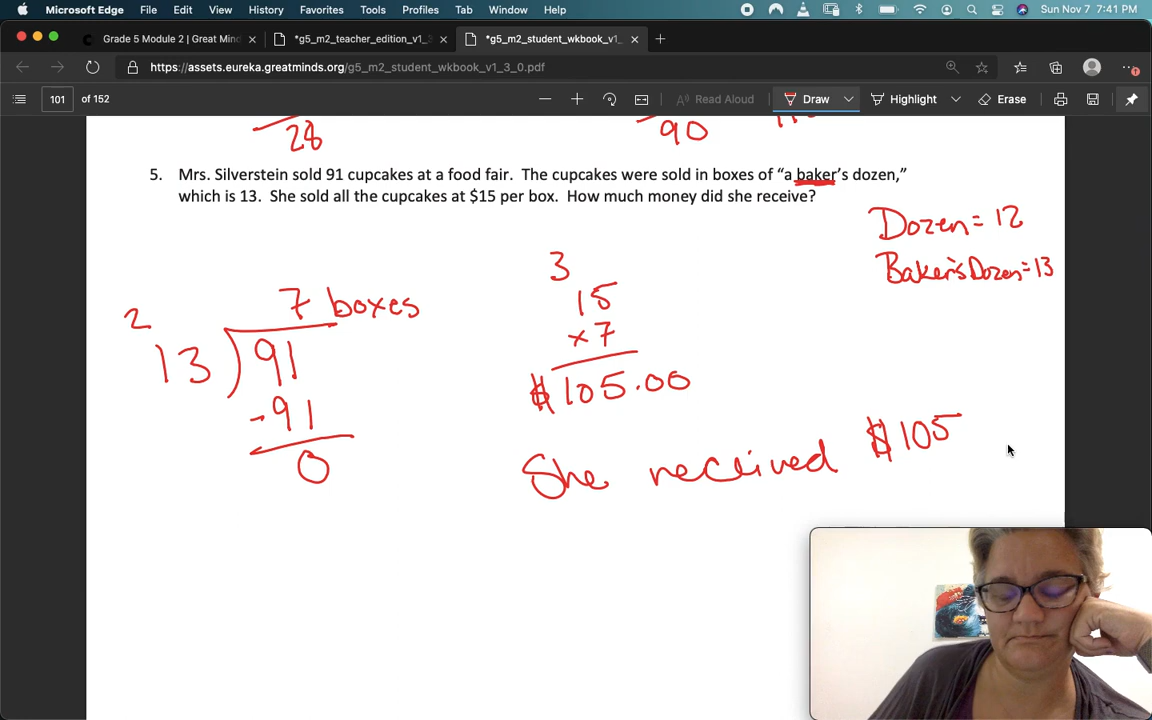 Microsoft Edge File Edit View History Favorites Tools Profiles Tab Window Help Sun Nov 7 7:41 PM
Grade 5 Module 2 | Great Mind *g5_m2_teacher_edition_v1_3 *g5_m2_student_wkbook_v1_
https://assets.eureka.greatminds.org/g5_m2_student_wkbook_v1_3_0.pdf
101 of 152 Read Aloud Draw Highlight Erase
28 90
5. Mrs. Silverstein sold 91 cupcakes at a food fair. The cupcakes were sold in boxes of “a baker’s dozen,”
which is 13. She sold all the cupcakes at $15 per box. How much money did she receive?
Dozen = 12
Baker's Dozen = 13
3
7 boxes
15
2
x7
13 91
$105.00
-91
0
She received $105